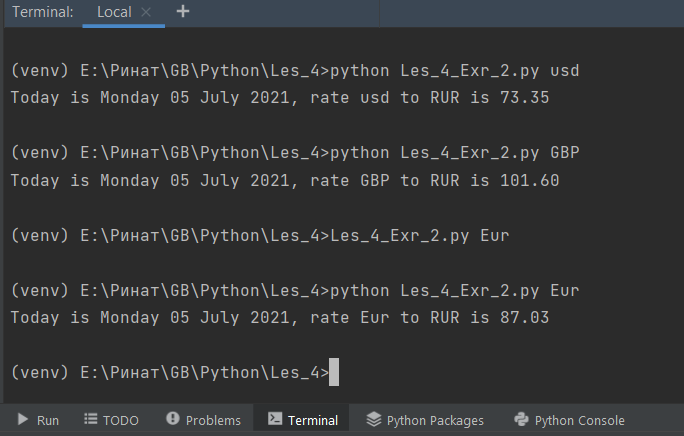 Terminal: Local × +
(venv) E:\Ринат\GB\Python\Les_4>python Les_4_Exr_2.py usd
Today is Monday 05 July 2021, rate usd to RUR is 73.35
(venv) E:\Ринат\GB\Python\Les_4>python Les_4_Exr_2.py GBP
Today is Monday 05 July 2021, rate GBP to RUR is 101.60
(venv) E:\Ринат\GB\Python\Les_4>Les_4_Exr_2.py Eur
(venv) E:\Ринат\GB\Python\Les_4>python Les_4_Exr_2.py Eur
Today is Monday 05 July 2021, rate Eur to RUR is 87.03
(venv) E:\Ринат\GB\Python\Les_4>
Run TODO Problems Terminal Python Packages Python Console